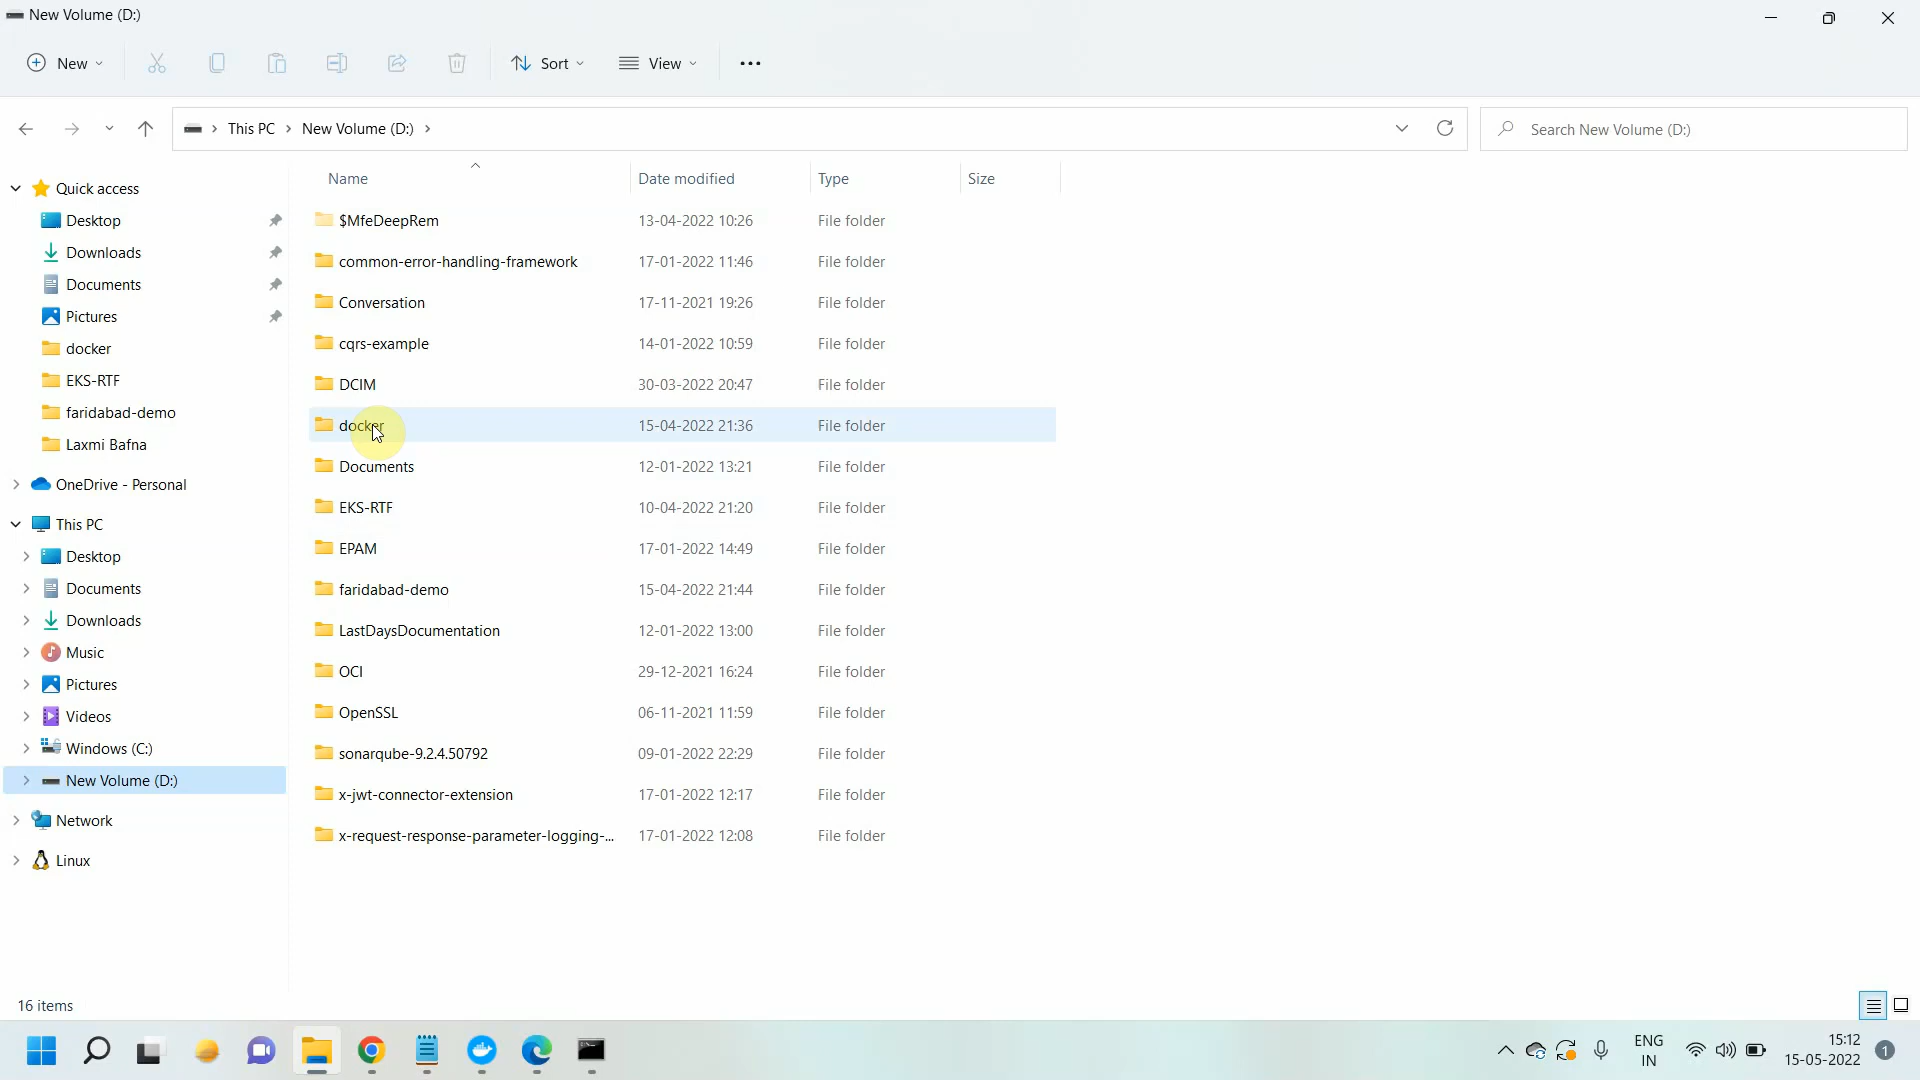 New Volume (D:)
New
Sort
View
This PC
New Volume (D:)
Search New Volume (D:)
Name
Date modified
Type
Size
Quick access
Desktop
Downloads
Documents
Pictures
docker
EKS-RTF
faridabad-demo
Laxmi Bafna
OneDrive - Personal
This PC
Desktop
Documents
Downloads
Music
Pictures
Videos
Windows (C:)
New Volume (D:)
Network
Linux
$MfeDeepRem 13-04-2022 10:26 File folder
common-error-handling-framework 17-01-2022 11:46 File folder
Conversation 17-11-2021 19:26 File folder
cqrs-example 14-01-2022 10:59 File folder
DCIM 30-03-2022 20:47 File folder
docker 15-04-2022 21:36 File folder
Documents 12-01-2022 13:21 File folder
EKS-RTF 10-04-2022 21:20 File folder
EPAM 17-01-2022 14:49 File folder
faridabad-demo 15-04-2022 21:44 File folder
LastDaysDocumentation 12-01-2022 13:00 File folder
OCI 29-12-2021 16:24 File folder
OpenSSL 06-11-2021 11:59 File folder
sonarqube-9.2.4.50792 09-01-2022 22:29 File folder
x-jwt-connector-extension 17-01-2022 12:17 File folder
x-request-response-parameter-logging-... 17-01-2022 12:08 File folder
16 items
ENG
IN
15:12
15-05-2022
1